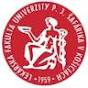 LEKÁRSKA FAKULTA UNIVERZITY P. J. ŠAFÁRIKA V KOŠICIACH
• 1959 •